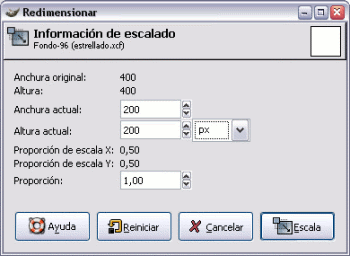 Redimensionar
Información de escalado
Fondo-96 (estrellado.xcf)
Anchura original: 400
Altura: 400
Anchura actual: 200
Altura actual: 200 px
Proporción de escala X: 0,50
Proporción de escala Y: 0,50
Proporción: 1,00
Ayuda Reiniciar Cancelar Escala